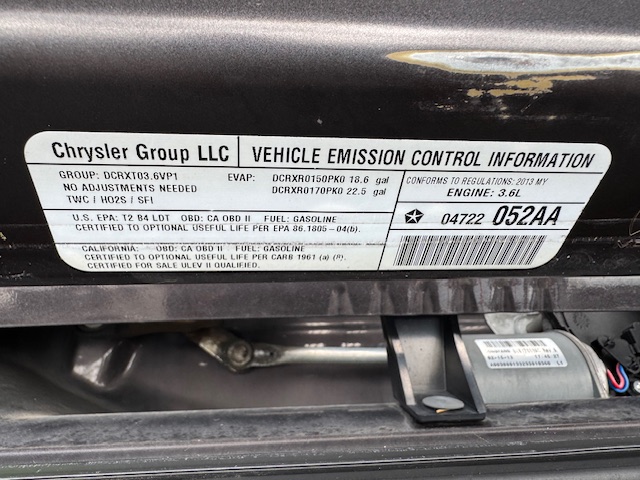 Chrysler Group LLC
VEHICLE EMISSION CONTROL INFORMATION
GROUP: DCRXT03.6VP1 EVAP: DCRXR0150PK0 18.6 gal
NO ADJUSTMENTS NEEDED DCRXR0170PK0 22.5 gal
TWC / HO2S / SFI
CONFORMS TO REGULATIONS: 2013 MY
ENGINE: 3.6L
U.S. EPA: T2 B4 LDT OBD: CA OBD II FUEL: GASOLINE
CERTIFIED TO OPTIONAL USEFUL LIFE PER EPA 86.1805-04(b).
04722 052AA
CALIFORNIA: OBD: CA OBD II FUEL: GASOLINE
CERTIFIED TO OPTIONAL USEFUL LIFE PER CARB 1961 (a) (8).
CERTIFIED FOR SALE ULEV II QUALIFIED.